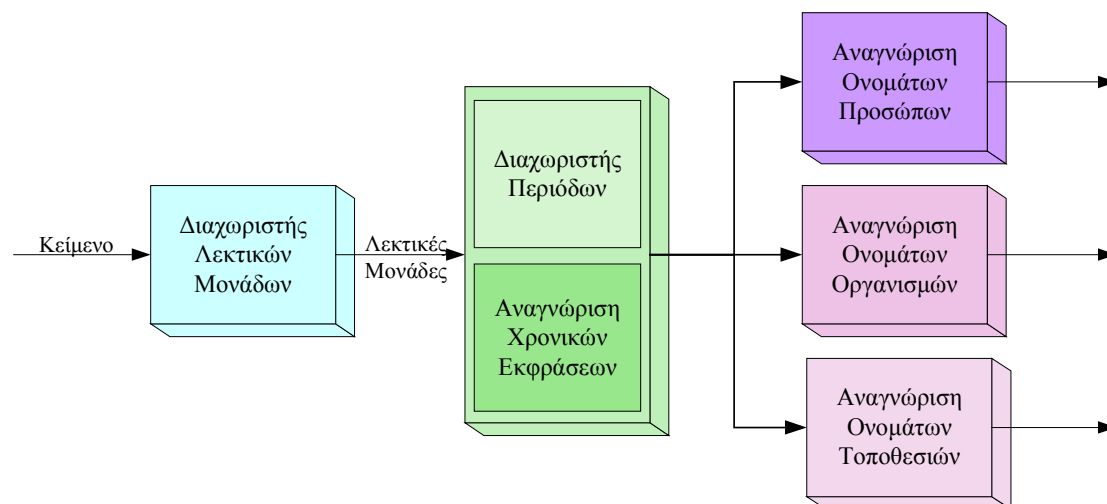 Κείμενο
Διαχωριστής
Λεκτικών
Μονάδων
Λεκτικές
Μονάδες
Διαχωριστής
Περιόδων
Αναγνώριση
Χρονικών
Εκφράσεων
Αναγνώριση
Ονομάτων
Προσώπων
Αναγνώριση
Ονομάτων
Οργανισμών
Αναγνώριση
Ονομάτων
Τοποθεσιών